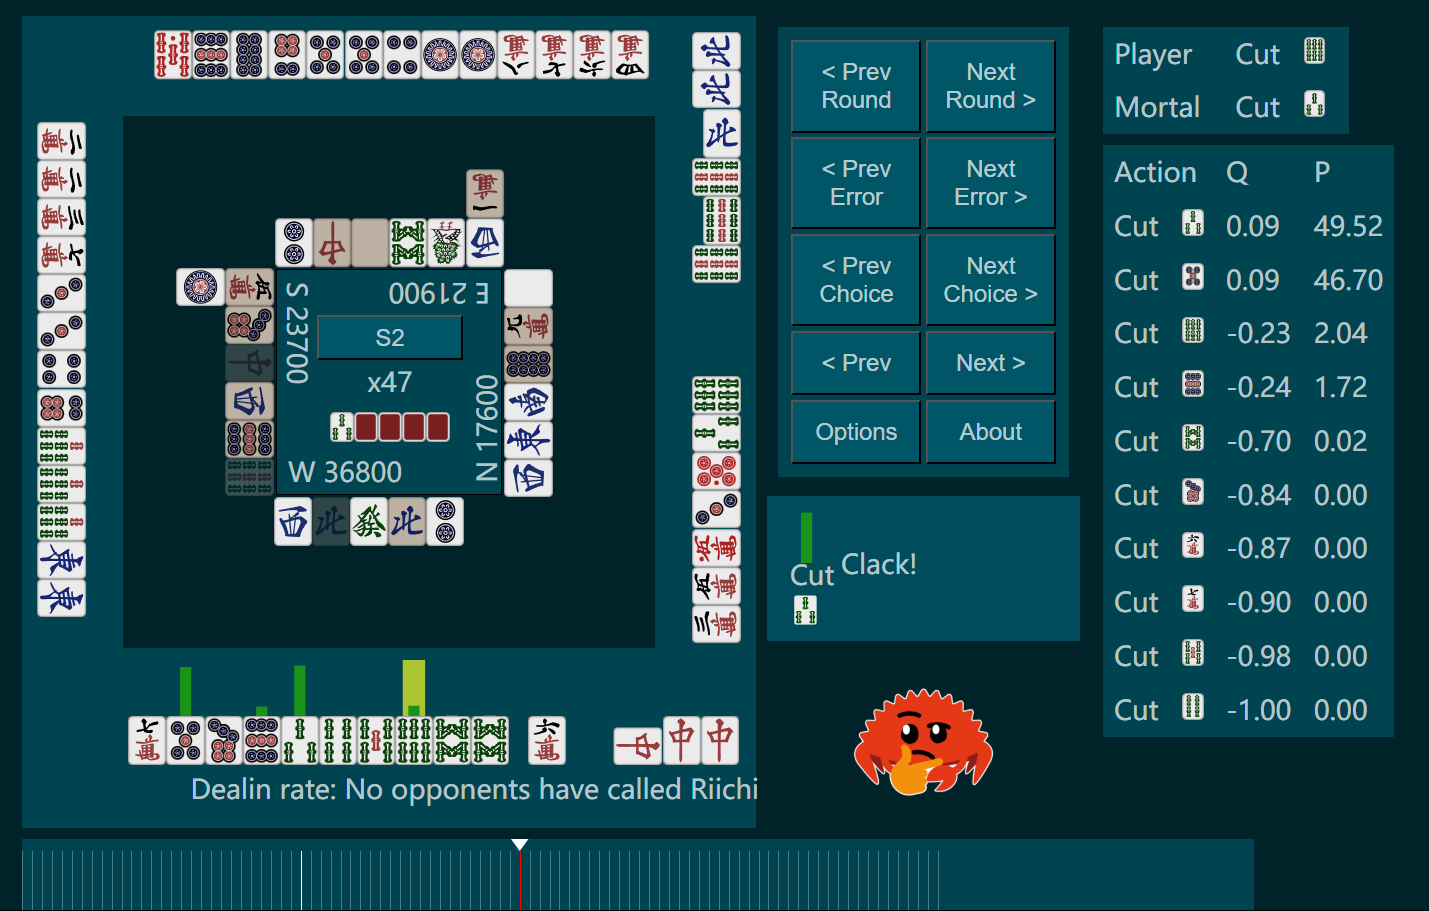 < Prev Round
Next Round >
< Prev Error
Next Error >
< Prev Choice
Next Choice >
< Prev
Next >
Options
About
Player Cut
Mortal Cut
Action Q P
Cut 0.09 49.52
Cut 0.09 46.70
Cut -0.23 2.04
Cut -0.24 1.72
Cut -0.70 0.02
Cut -0.84 0.00
Cut -0.87 0.00
Cut -0.90 0.00
Cut -0.98 0.00
Cut -1.00 0.00
E 21900
S 23700
S2
x47
N 17600
W 36800
Cut
Clack!
Dealin rate: No opponents have called Riichi